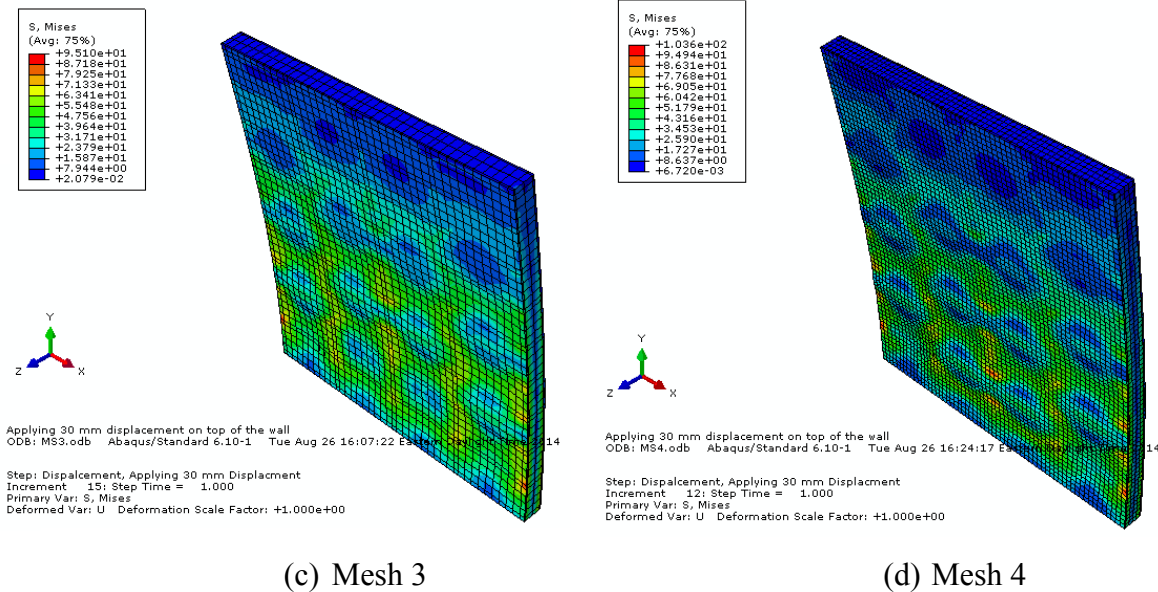 S, Mises
(Avg: 75%)
+9.510e+01
+8.718e+01
+7.925e+01
+7.133e+01
+6.341e+01
+5.548e+01
+4.756e+01
+3.964e+01
+3.171e+01
+2.379e+01
+1.587e+01
+7.944e+00
+2.079e-02
Y
Z
X
Applying 30 mm displacement on top of the wall
ODB: MS3.odb Abaqus/Standard 6.10-1 Tue Aug 26 16:07:22 Eastern Daylight Time 2014
Step: Dispalcement, Applying 30 mm Displacment
Increment 15: Step Time = 1.000
Primary Var: S, Mises
Deformed Var: U Deformation Scale Factor: +1.000e+00
(c) Mesh 3
S, Mises
(Avg: 75%)
+1.036e+02
+9.494e+01
+8.631e+01
+7.768e+01
+6.905e+01
+6.042e+01
+5.179e+01
+4.316e+01
+3.453e+01
+2.590e+01
+1.727e+01
+8.637e+00
+6.720e-03
Y
Z
X
Applying 30 mm displacement on top of the wall
ODB: MS4.odb Abaqus/Standard 6.10-1 Tue Aug 26 16:24:17 Eastern
Step: Dispalcement, Applying 30 mm Displacment
Increment 12: Step Time = 1.000
Primary Var: S, Mises
Deformed Var: U Deformation Scale Factor: +1.000e+00
(d) Mesh 4